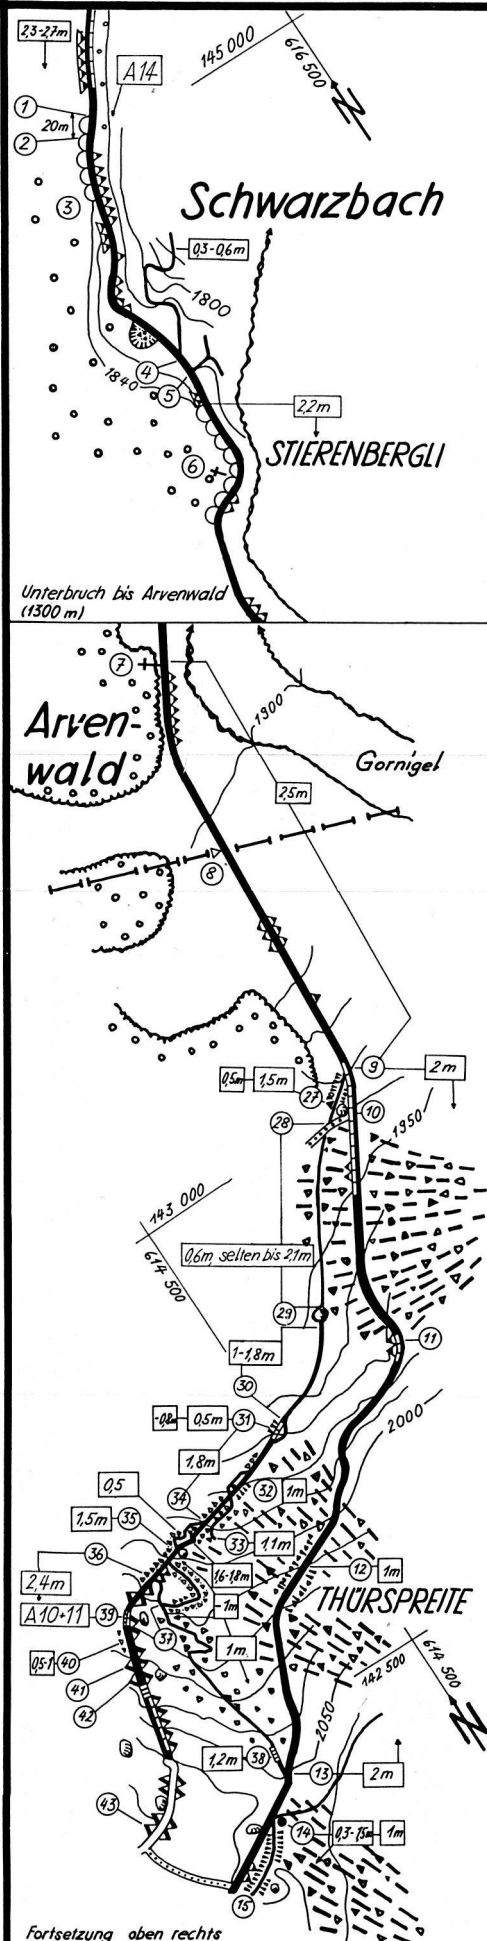 2,3-2,7m
145 000
616 500
A14
N
1
20m
2
3
Schwarzbach
0,3-0,6m
1800
4
1840
5
2,2m
STIERENBERGLI
6
Unterbruch bis Arvenwald
(1300 m)
7
Arven-
wald
1900
Gornigel
2,5m
8
9
2m
0,5m
1,5m
27
10
28
1950
143 000
614 500
0,6m, selten bis 2,1m
29
11
1-1,8m
30
-0,8m
0,5m
31
2000
1,8m
0,5
34
32
1m
1,5m
35
33
1,1m
36
1,6-1,8m
12
1m
2,4m
-1m
THÜRSPREITE
A10+11
39
37
1m
0,5-1
40
41
42
142 500
614 500
2050
N
1,2m
38
13
2m
43
14
0,3-1,5m
1m
15
Fortsetzung oben rechts